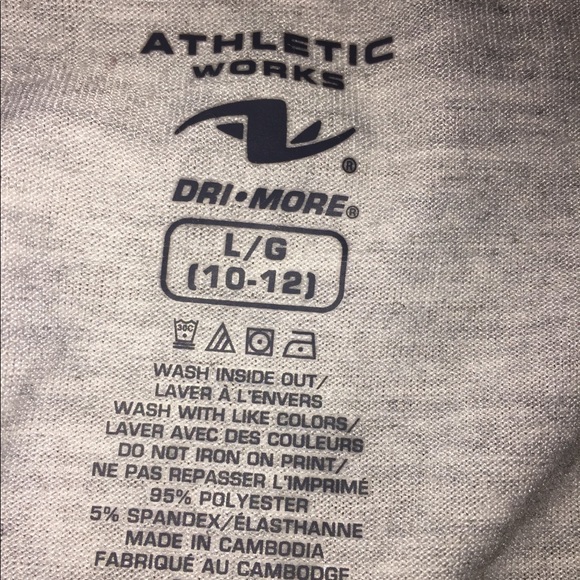 ATHLETIC
WORKS
®
DRI•MORE®
L/G
(10-12)
30C
WASH INSIDE OUT/
LAVER À L'ENVERS
WASH WITH LIKE COLORS/
LAVER AVEC DES COULEURS
DO NOT IRON ON PRINT/
NE PAS REPASSER L'IMPRIMÉ
95% POLYESTER
5% SPANDEX/ÉLASTHANNE
MADE IN CAMBODIA
FABRIQUÉ AU CAMBODGE